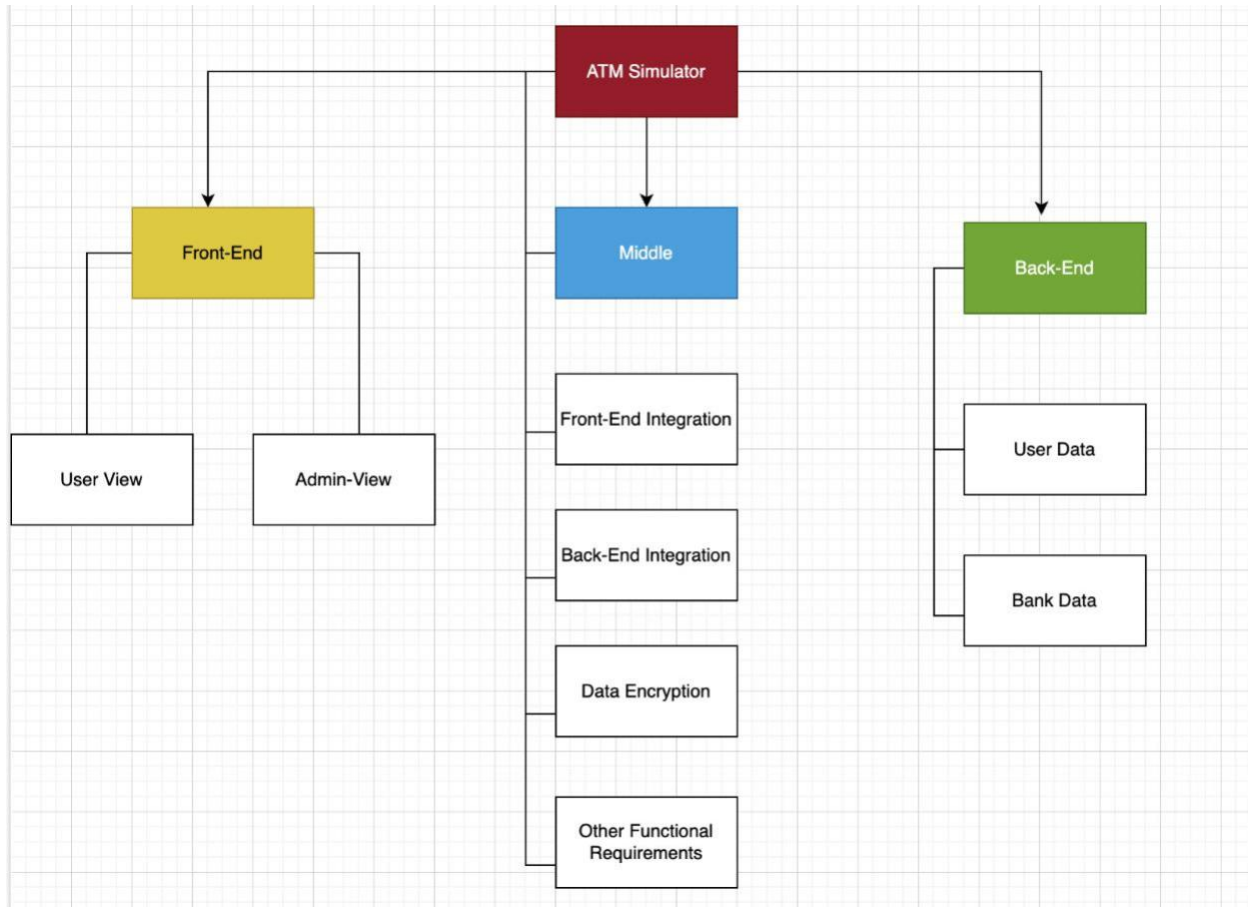 ATM Simulator
Front-End
Middle
Back-End
User View
Admin-View
Front-End Integration
Back-End Integration
Data Encryption
Other Functional
Requirements
User Data
Bank Data